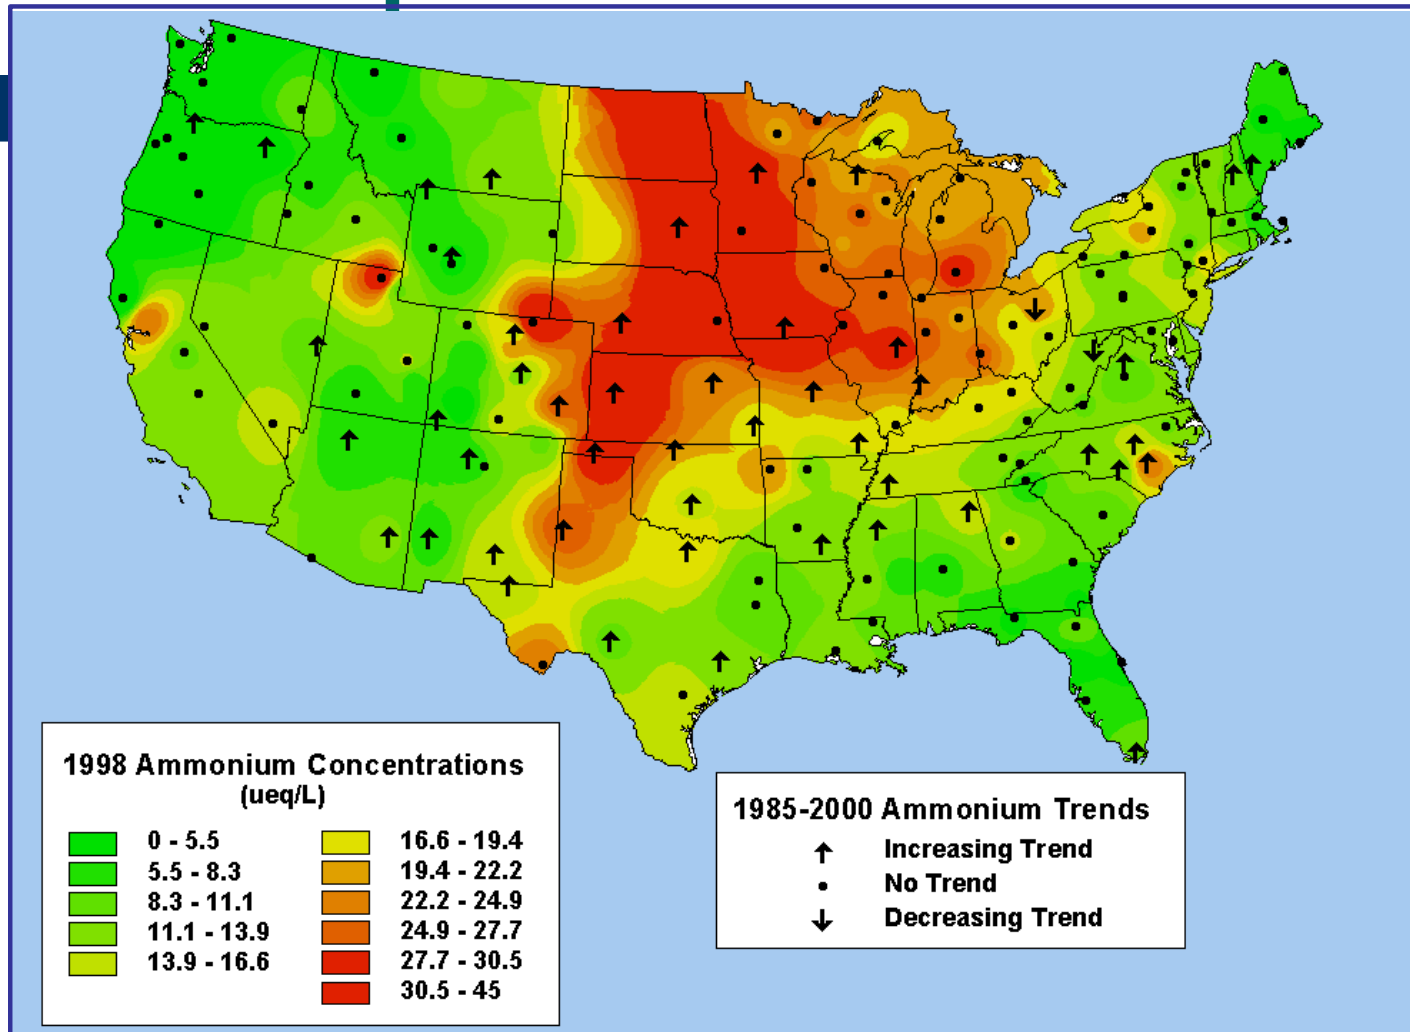 1998 Ammonium Concentrations
(ueq/L)
0 - 5.5
5.5 - 8.3
8.3 - 11.1
11.1 - 13.9
13.9 - 16.6
16.6 - 19.4
19.4 - 22.2
22.2 - 24.9
24.9 - 27.7
27.7 - 30.5
30.5 - 45
1985-2000 Ammonium Trends
Increasing Trend
No Trend
Decreasing Trend